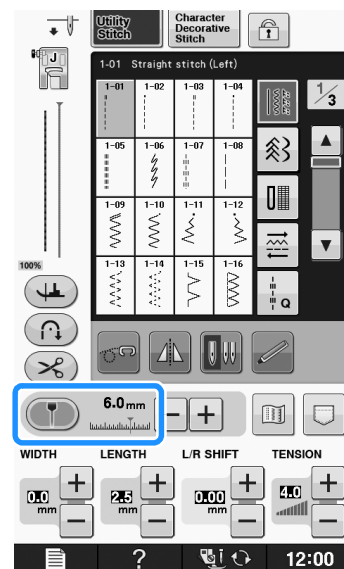 Utility Stitch
Character Decorative Stitch
J
1-01 Straight stitch (Left)
1-01 1-02 1-03 1-04
1/3
1-05 1-06 1-07 1-08
1-09 1-10 1-11 1-12
1-13 1-14 1-15 1-16
100%
Q
6.0 mm
- +
WIDTH LENGTH L/R SHIFT TENSION
0.0 mm + -
2.5 mm + -
0.00 mm + -
4.0 + -
? 12:00